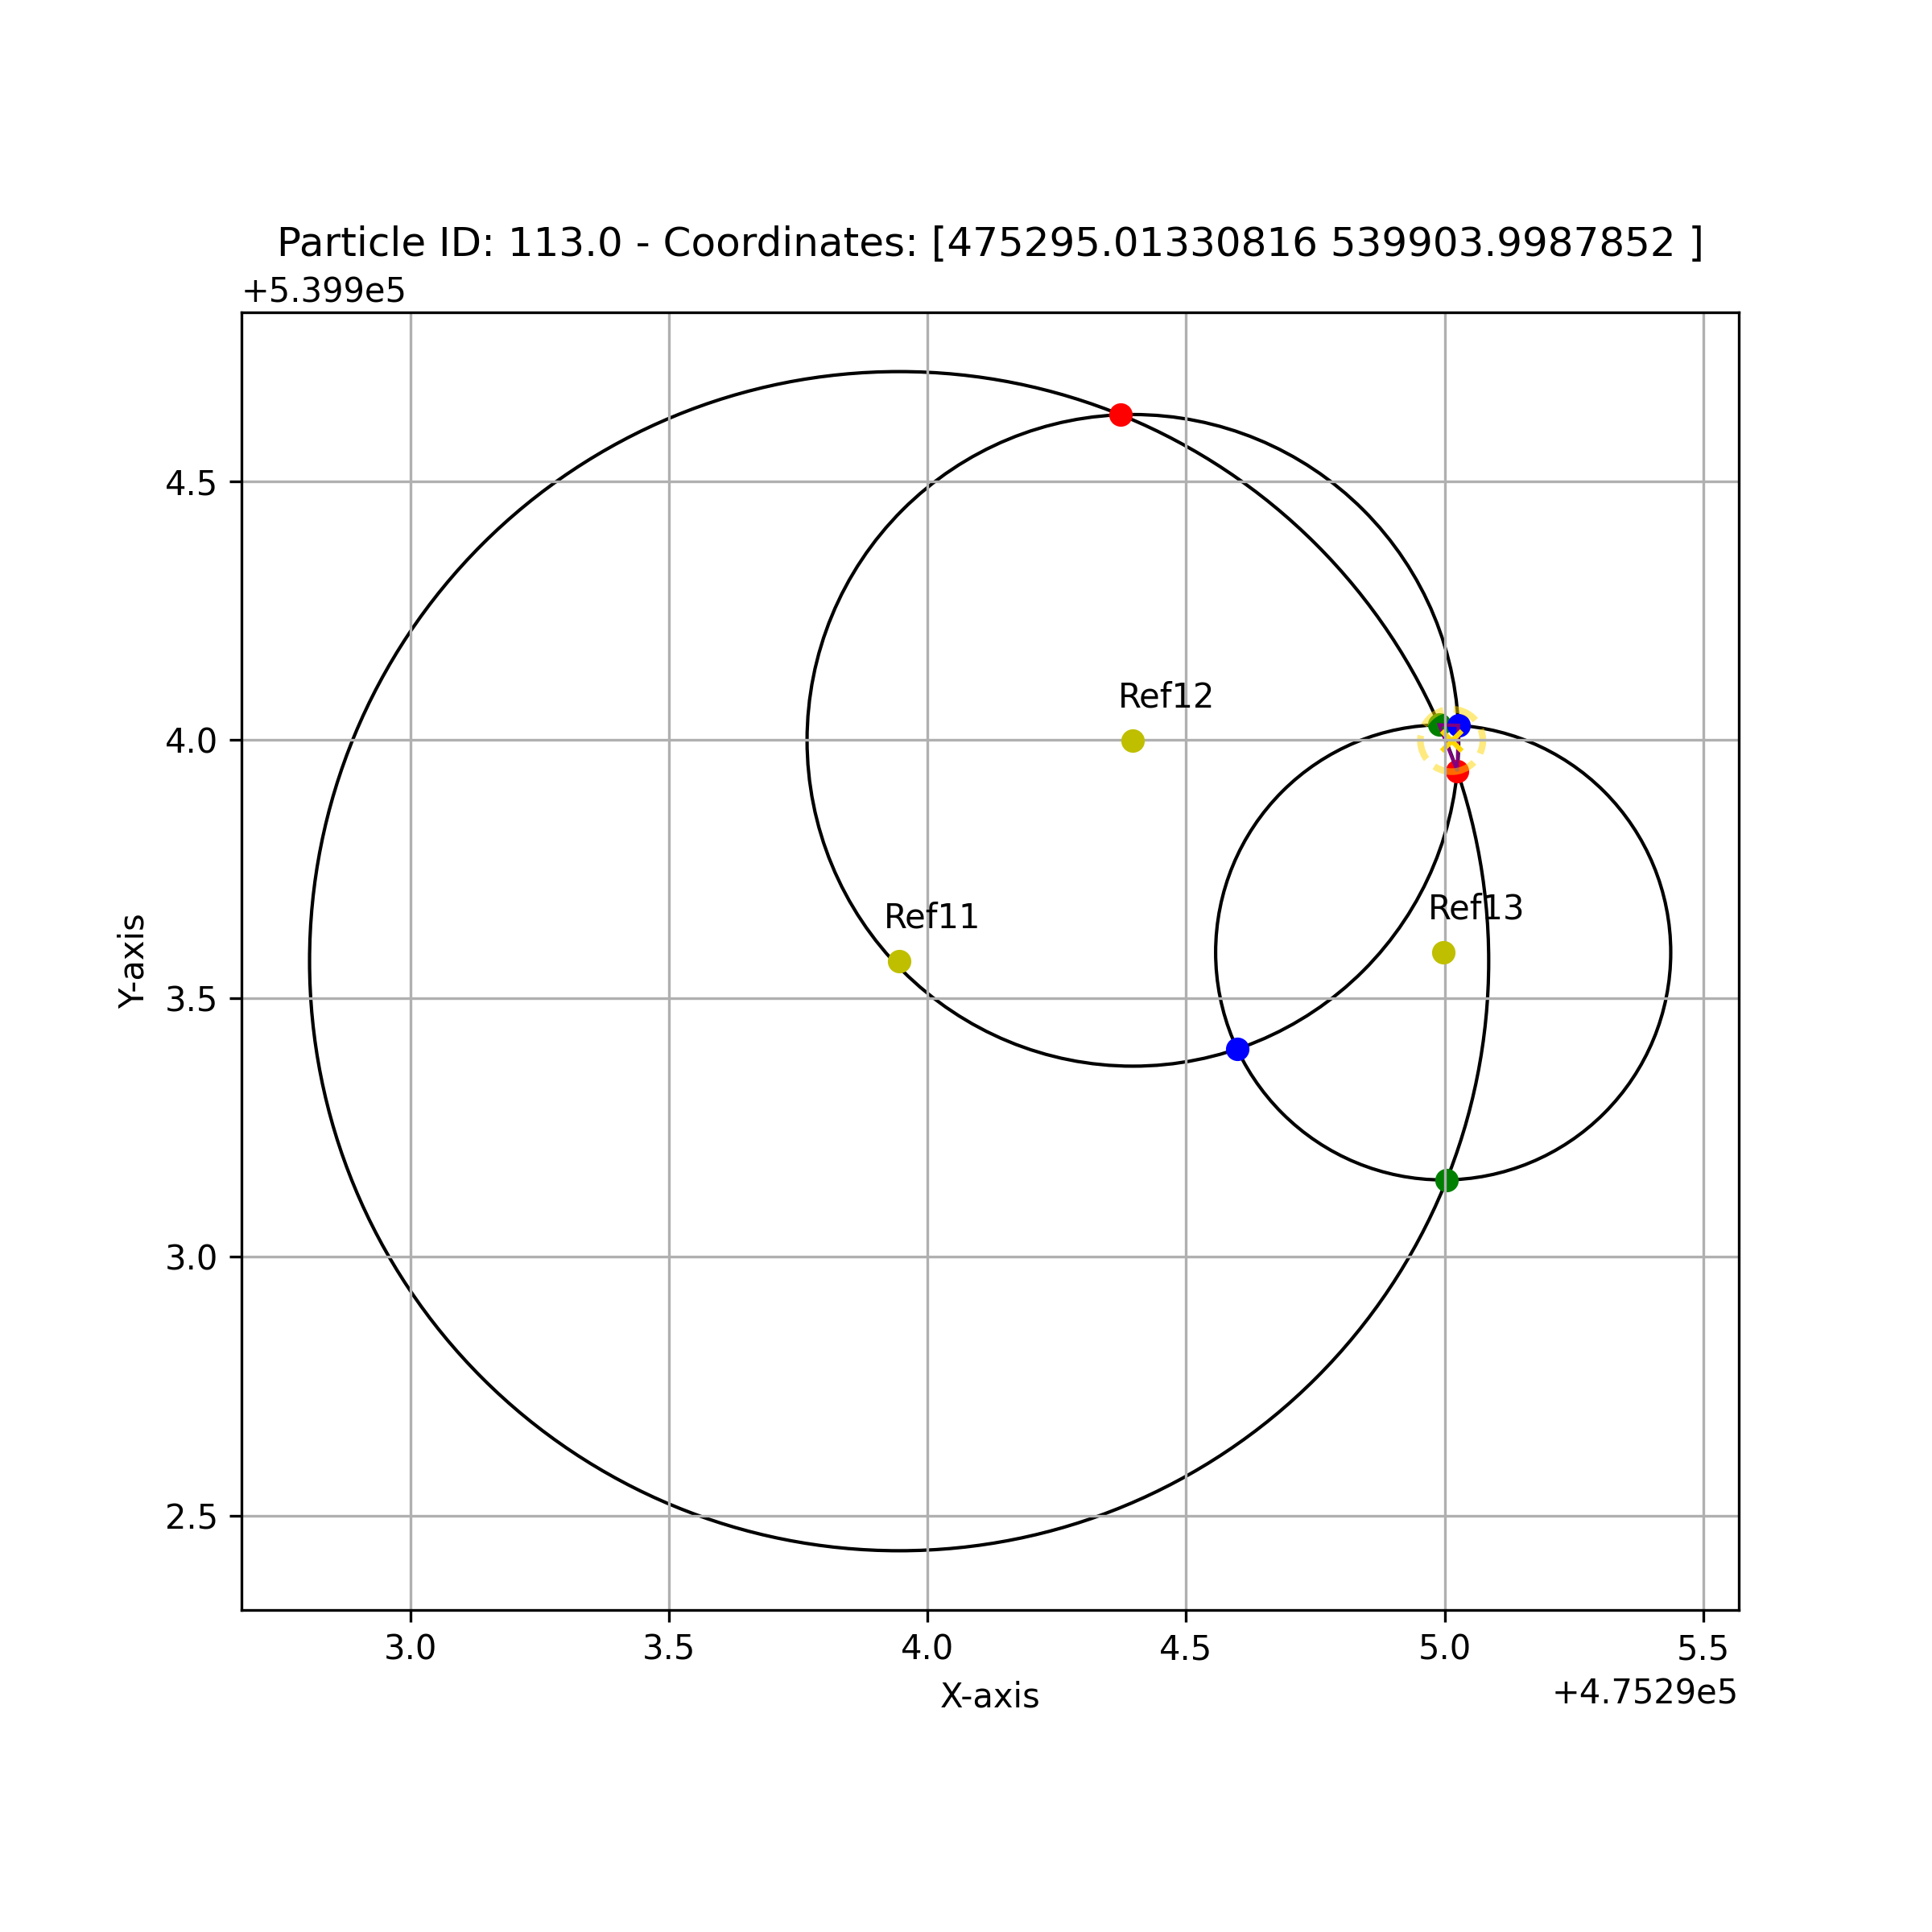 Particle ID: 113.0 - Coordinates: [475295.01330816 539903.9987852 ]
+5.399e5
4.5
Ref12
4.0
Ref11
Ref13
Y-axis
3.5
3.0
2.5
3.0 3.5 4.0 4.5 5.0 5.5
X-axis
+4.7529e5